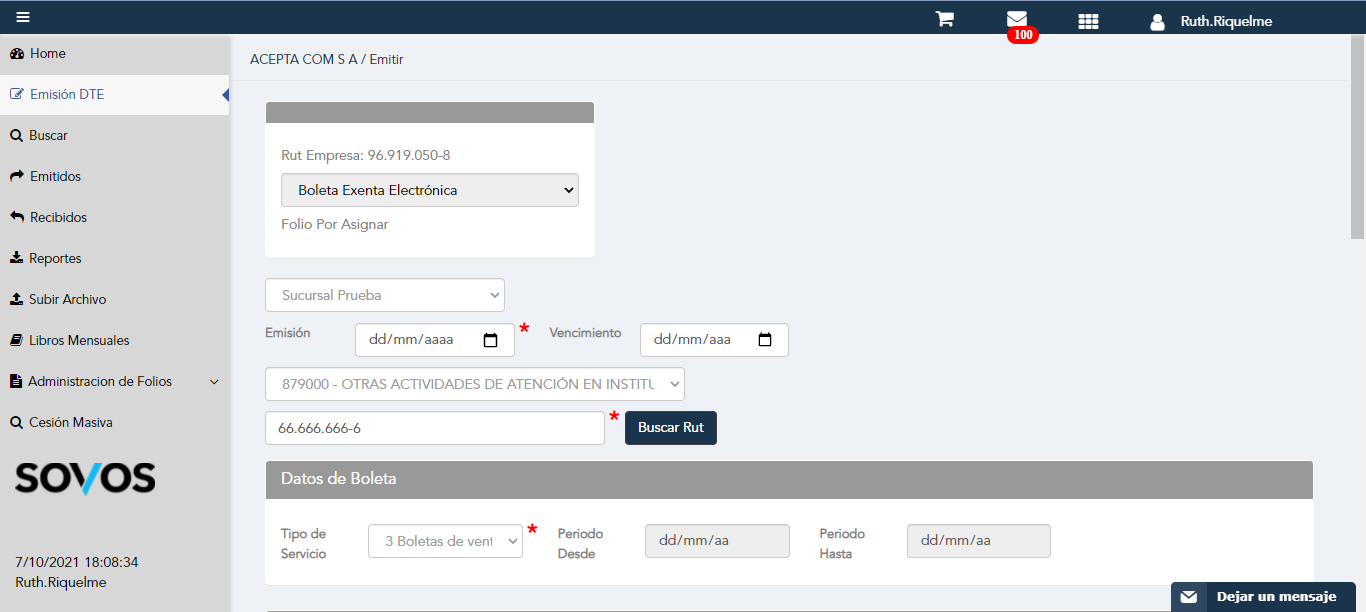 100
Ruth.Riquelme
Home
Emisión DTE
Buscar
Emitidos
Recibidos
Reportes
Subir Archivo
Libros Mensuales
Administracion de Folios
Cesión Masiva
SOVOS
7/10/2021 18:08:34
Ruth.Riquelme
ACEPTA COM S A / Emitir
Rut Empresa: 96.919.050-8
Boleta Exenta Electrónica
Folio Por Asignar
Sucursal Prueba
Emisión dd/mm/aaaa * Vencimiento dd/mm/aaa
879000 - OTRAS ACTIVIDADES DE ATENCIÓN EN INSTITU
66.666.666-6 * Buscar Rut
Datos de Boleta
Tipo de Servicio 3 Boletas de vent * Periodo Desde dd/mm/aa Periodo Hasta dd/mm/aa
Dejar un mensaje